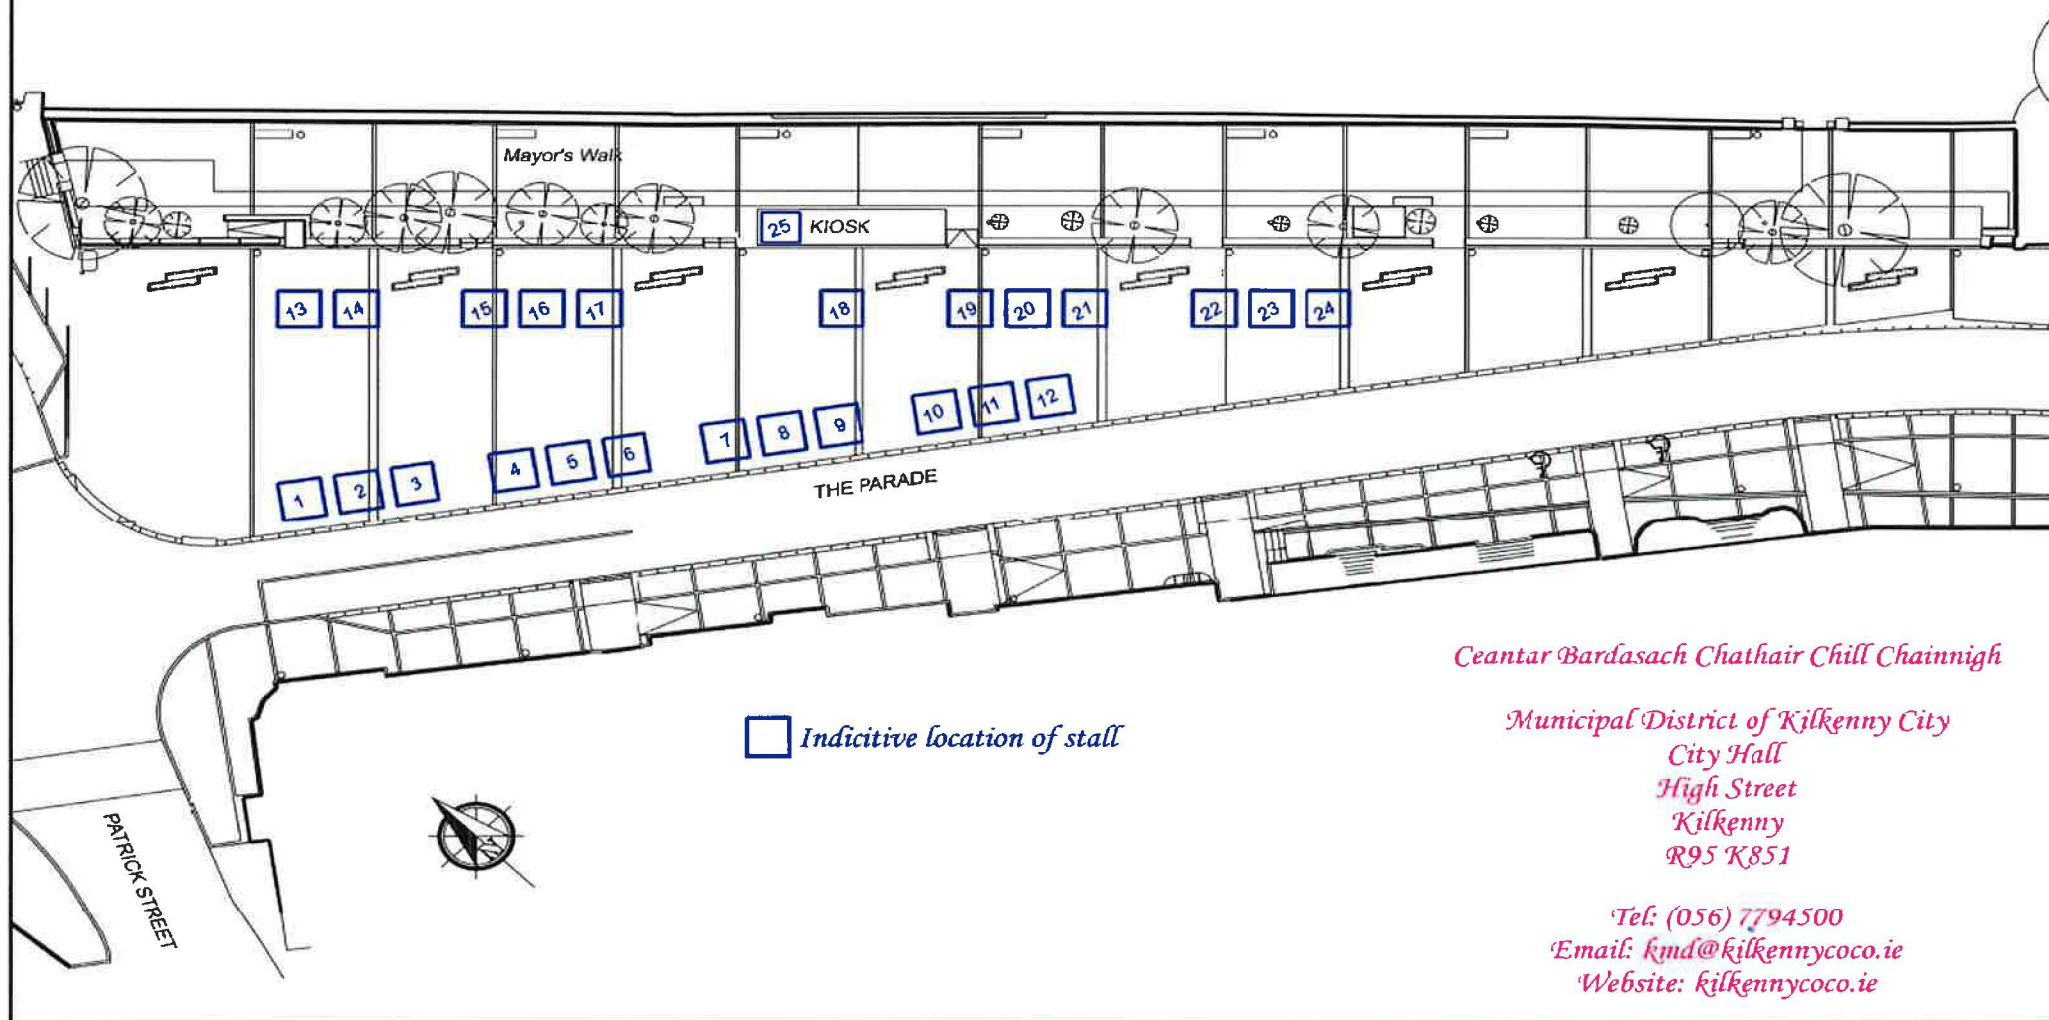 Mayor's Walk
25 KIOSK
13 14 15 16 17 18 19 20 21 22 23 24
1 2 3 4 5 6 7 8 9 10 11 12
THE PARADE
PATRICK STREET
Indicitive location of stall
Ceantar Bardasach Chathair Chill Chainnigh
Municipal District of Kilkenny City
City Hall
High Street
Kilkenny
R95 K851
Tel: (056) 7794500
Email: kmd@kilkennycoco.ie
Website: kilkennycoco.ie